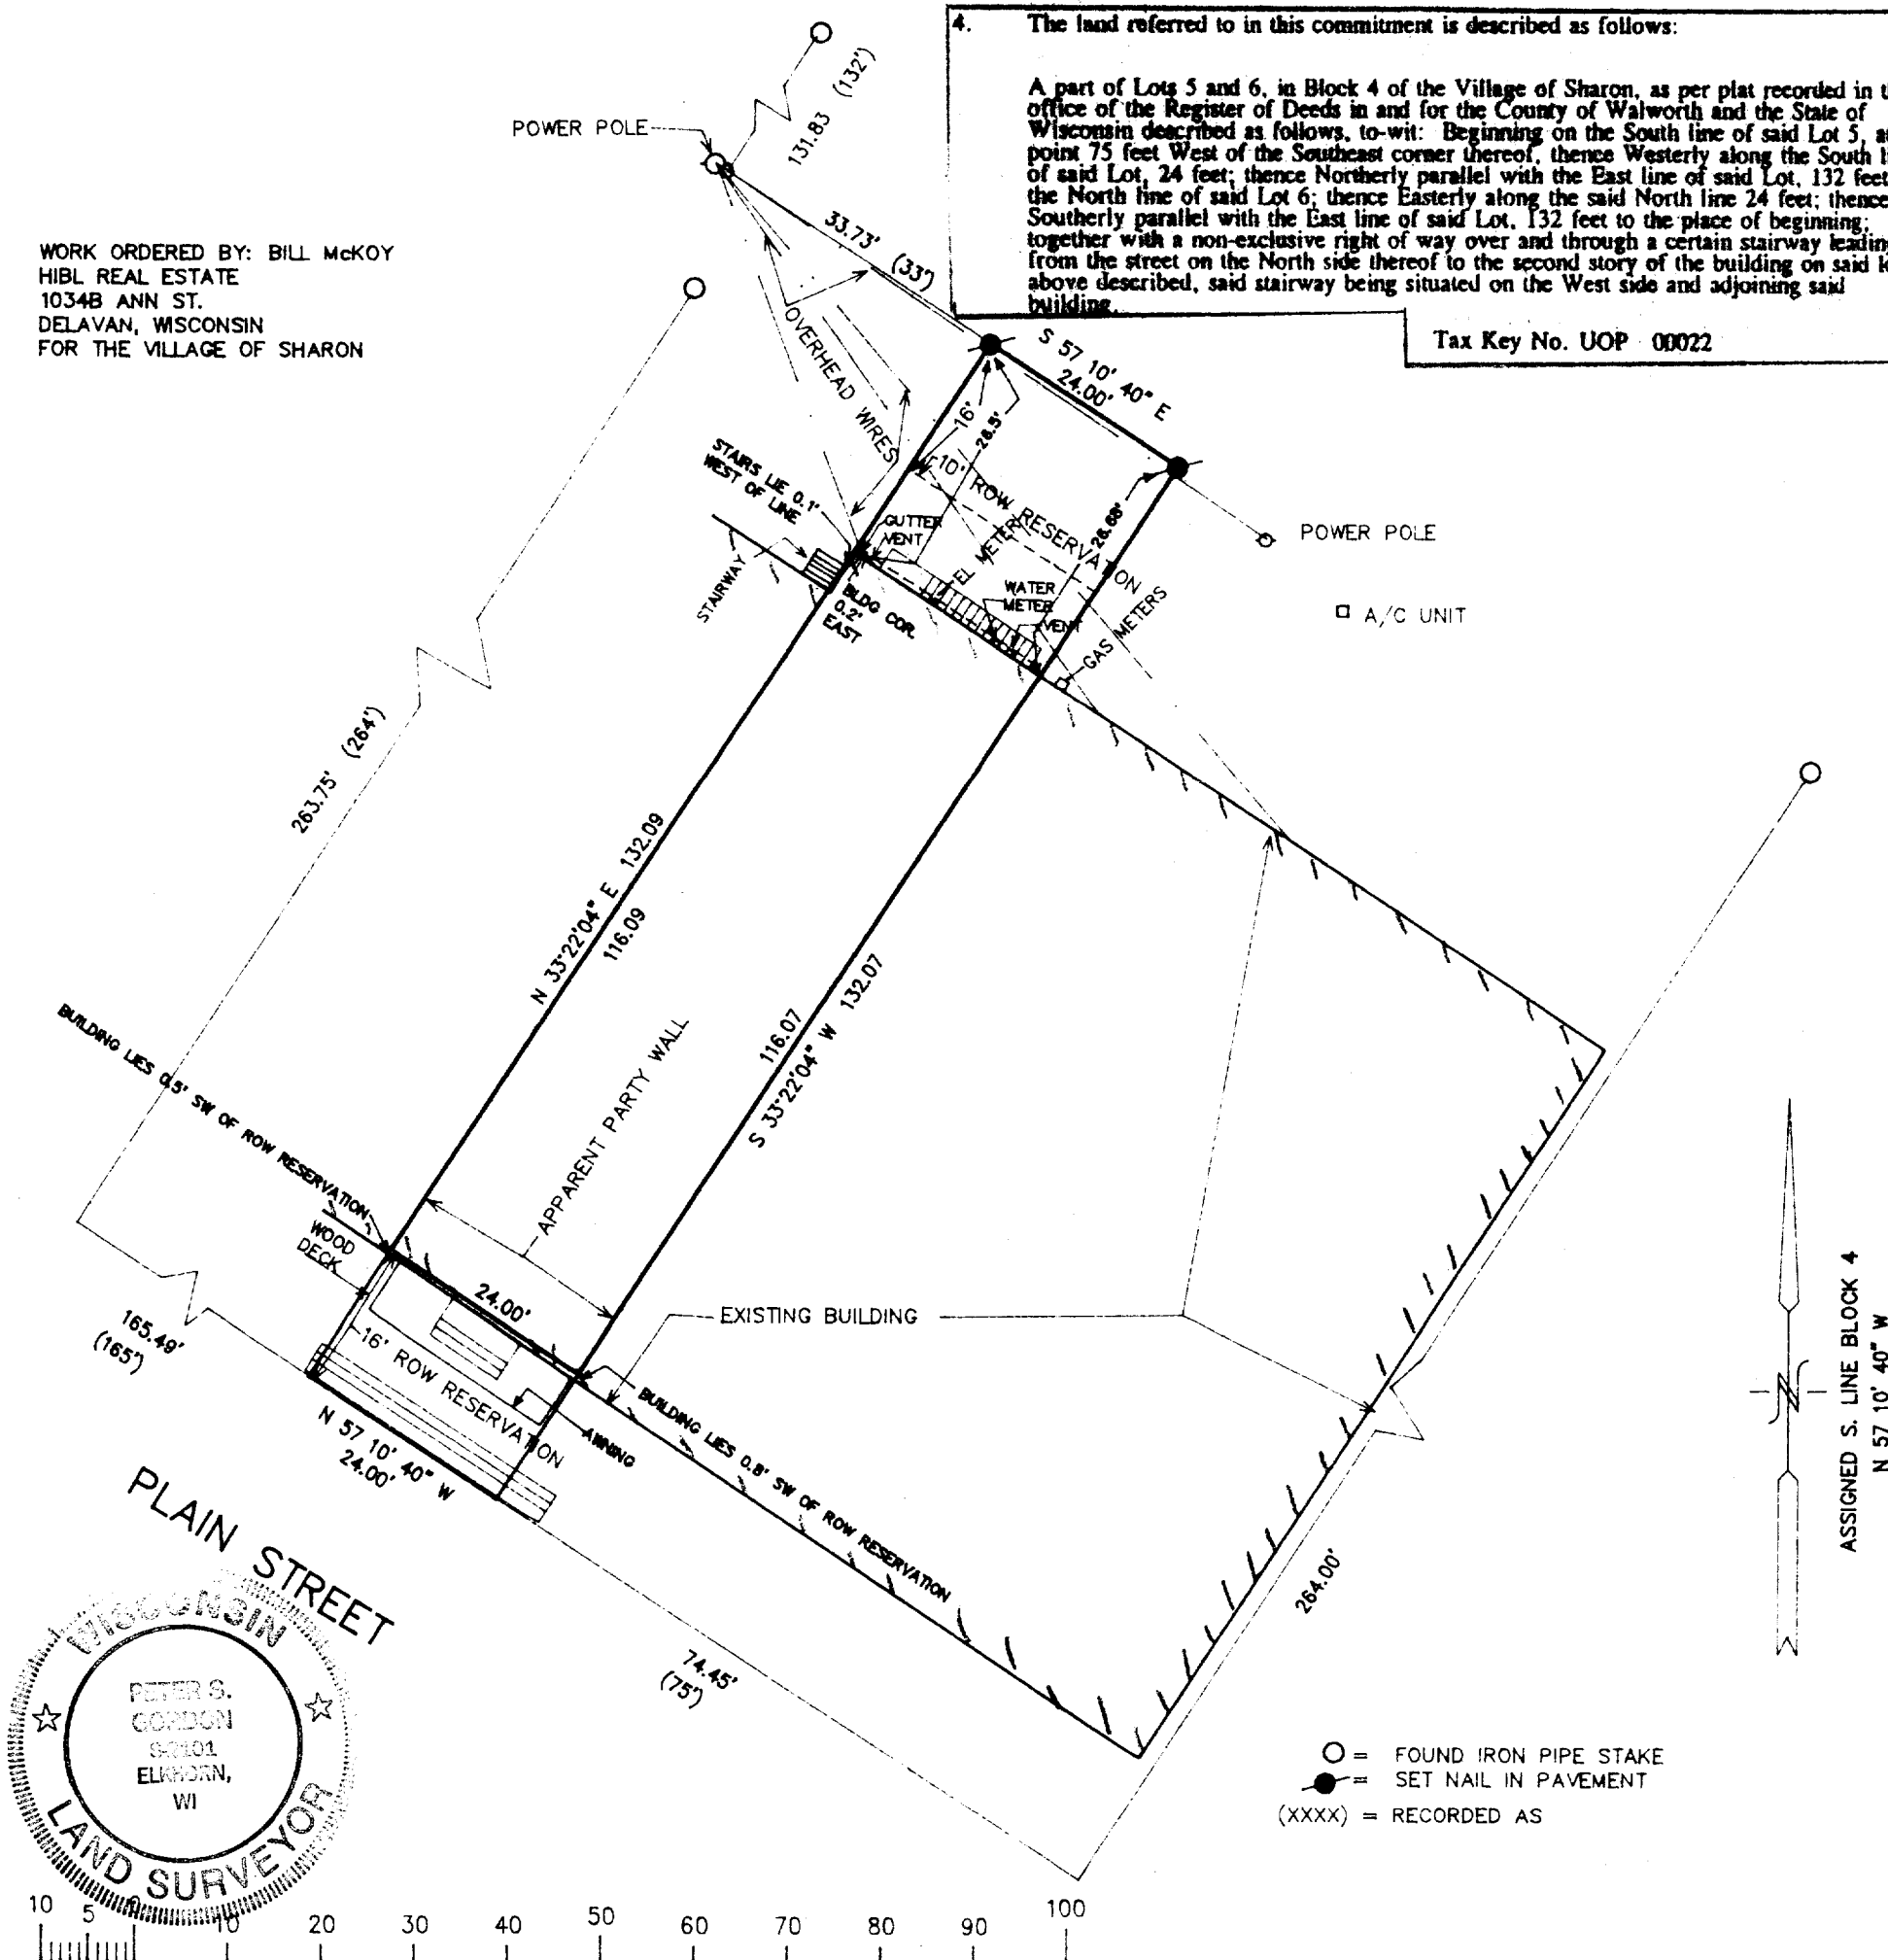 4. The land referred to in this commitment is described as follows:
A part of Lots 5 and 6, in Block 4 of the Village of Sharon, as per plat recorded in
office of the Register of Deeds in and for the County of Walworth and the State of
Wisconsin described as follows, to-wit: Beginning on the South line of said Lot 5,
point 75 feet West of the Southeast corner thereof, thence Westerly along the South
of said Lot, 24 feet; thence Northerly parallel with the East line of said Lot, 132 feet
the North line of said Lot 6; thence Easterly along the said North line 24 feet; thence
Southerly parallel with the East line of said Lot, 132 feet to the place of beginning;
together with a non-exclusive right of way over and through a certain stairway leading
from the street on the North side thereof to the second story of the building on said
above described, said stairway being situated on the West side and adjoining said
building.
Tax Key No. UOP 00022
WORK ORDERED BY: BILL McKOY
HIBL REAL ESTATE
1034B ANN ST.
DELAVAN, WISCONSIN
FOR THE VILLAGE OF SHARON
POWER POLE
131.83 (132')
33.73' (33')
OVERHEAD WIRES
S 57 10' 40" E
24.00'
16'
26.5'
10' ROW RESERVATION
26.68'
STAIRS LIE 0.1'
WEST OF LINE
STAIRWAY
GUTTER
VENT
EL METER
WATER
METER
VENT
GAS METERS
BLDG COR.
0.2'
EAST
POWER POLE
A/C UNIT
263.75' (264')
N 33°22'04" E 132.09
116.09
116.07
S 33°22'04" W 132.07
APPARENT PARTY WALL
BUILDING LIES 0.5' SW OF ROW RESERVATION
WOOD
DECK
24.00'
EXISTING BUILDING
165.49'
(165')
16' ROW RESERVATION
AWNING
BUILDING LIES 0.8' SW OF ROW RESERVATION
N 57 10' 40" W
24.00'
PLAIN STREET
74.45'
(75')
264.00'
N
ASSIGNED S. LINE BLOCK 4
N 57 10' 40" W
WISCONSIN
PETER S.
GORDON
S-2101
ELKHORN,
WI
LAND SURVEYOR
= FOUND IRON PIPE STAKE
= SET NAIL IN PAVEMENT
(XXXX) = RECORDED AS
10 5 0 10 20 30 40 50 60 70 80 90 100